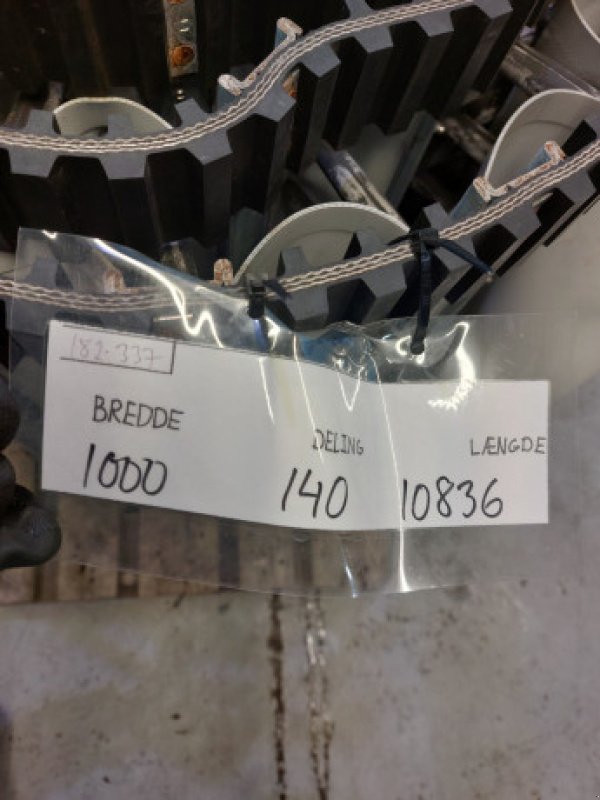 182.337
BREDDE DELING LÆNGDE
1000 140 10836